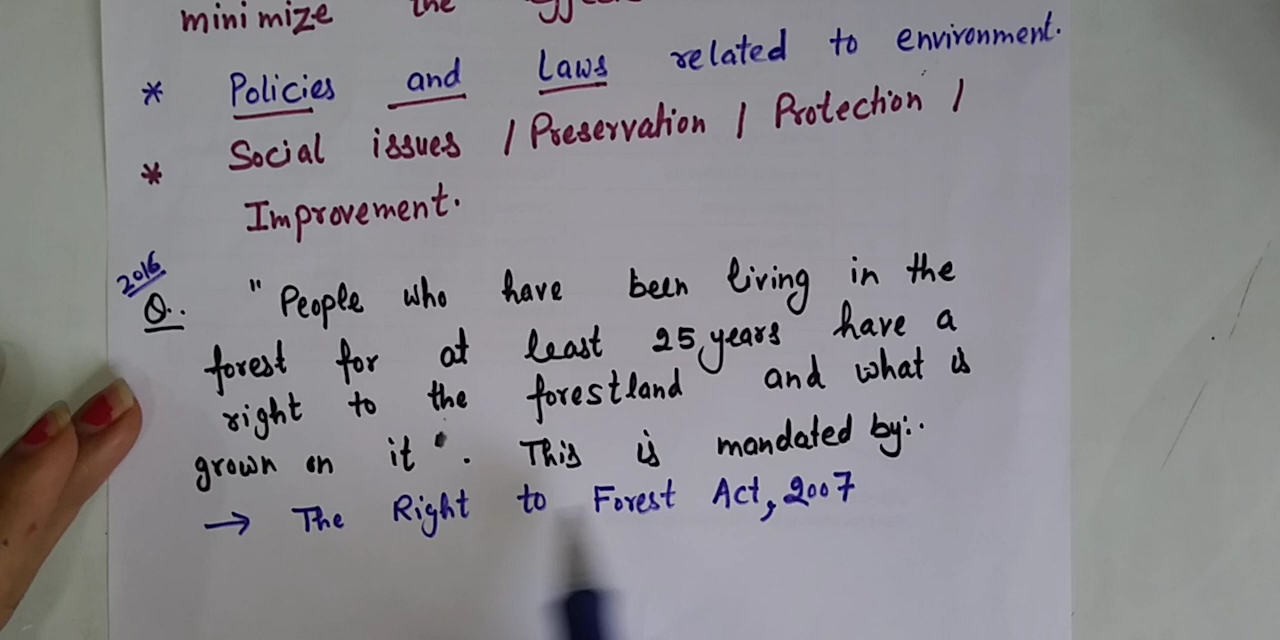 minimize the
* Policies and Laws related to environment.
* Social issues / Preservation / Protection /
Improvement.
2016
Q.. "People who have been living in the
forest for at least 25 years have a
right to the forestland and what is
grown on it". This is mandated by:.
→ The Right to Forest Act, 2007